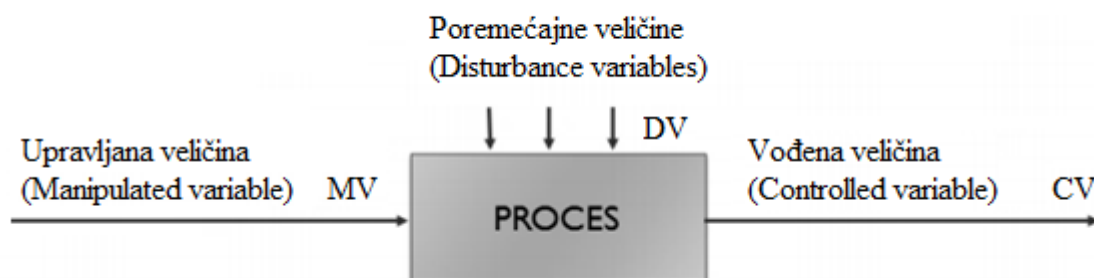 Poremećajne veličine
(Disturbance variables)
DV
Upravljana veličina
(Manipulated variable) MV
PROCES
Vođena veličina
(Controlled variable) CV